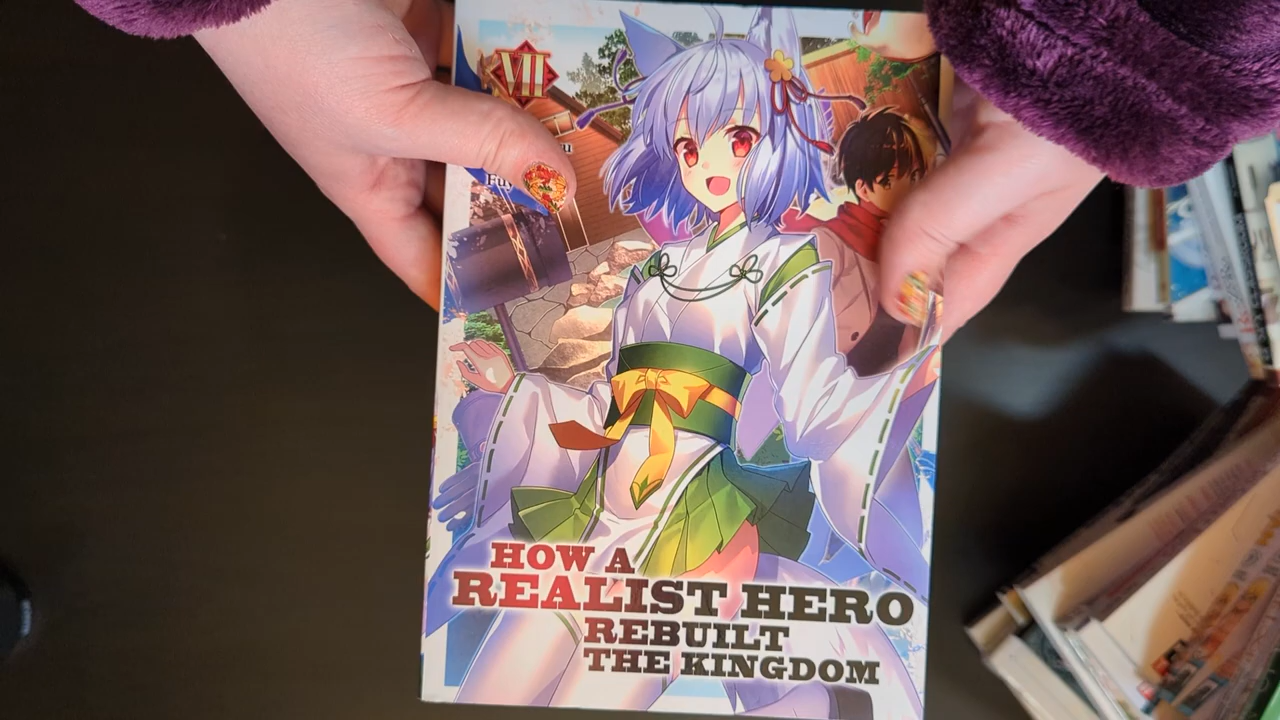 VII
HOW A
REALIST HERO
REBUILT
THE KINGDOM